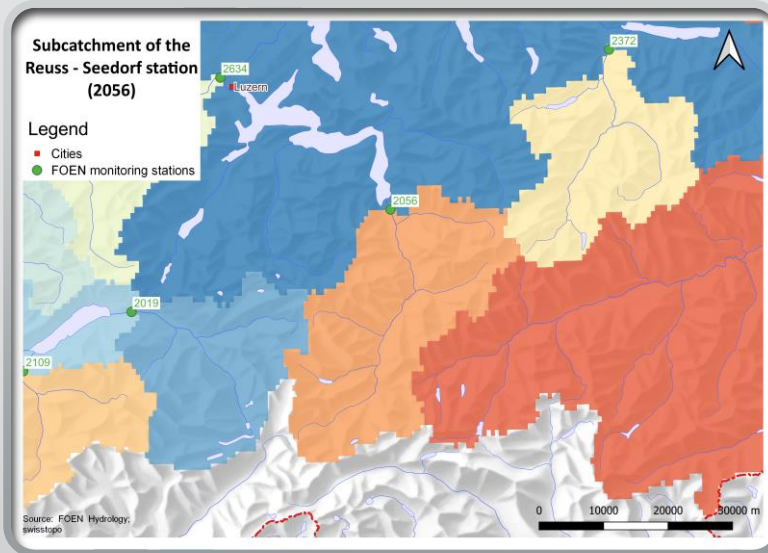 Subcatchment of the
Reuss - Seedorf station
(2056)
Legend
Cities
FOEN monitoring stations
2634
Luzern
2372
2056
2019
2109
Source: FOEN Hydrology;
swisstopo
0 10000 20000 30000 m